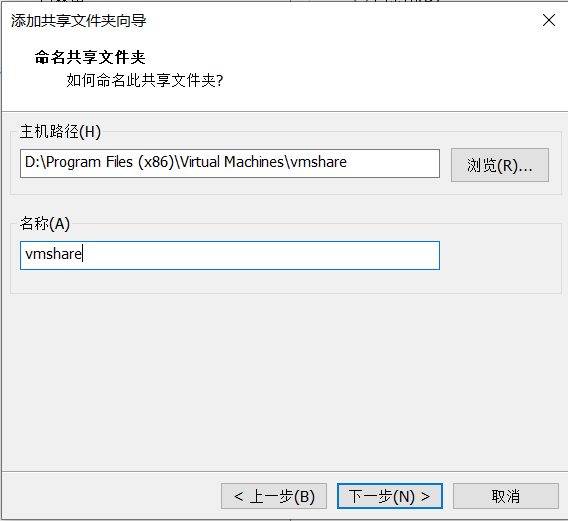 添加共享文件夹向导
命名共享文件夹
如何命名此共享文件夹?
主机路径(H)
D:\Program Files (x86)\Virtual Machines\vmshare
浏览(R)...
名称(A)
vmshare
< 上一步(B)
下一步(N) >
取消